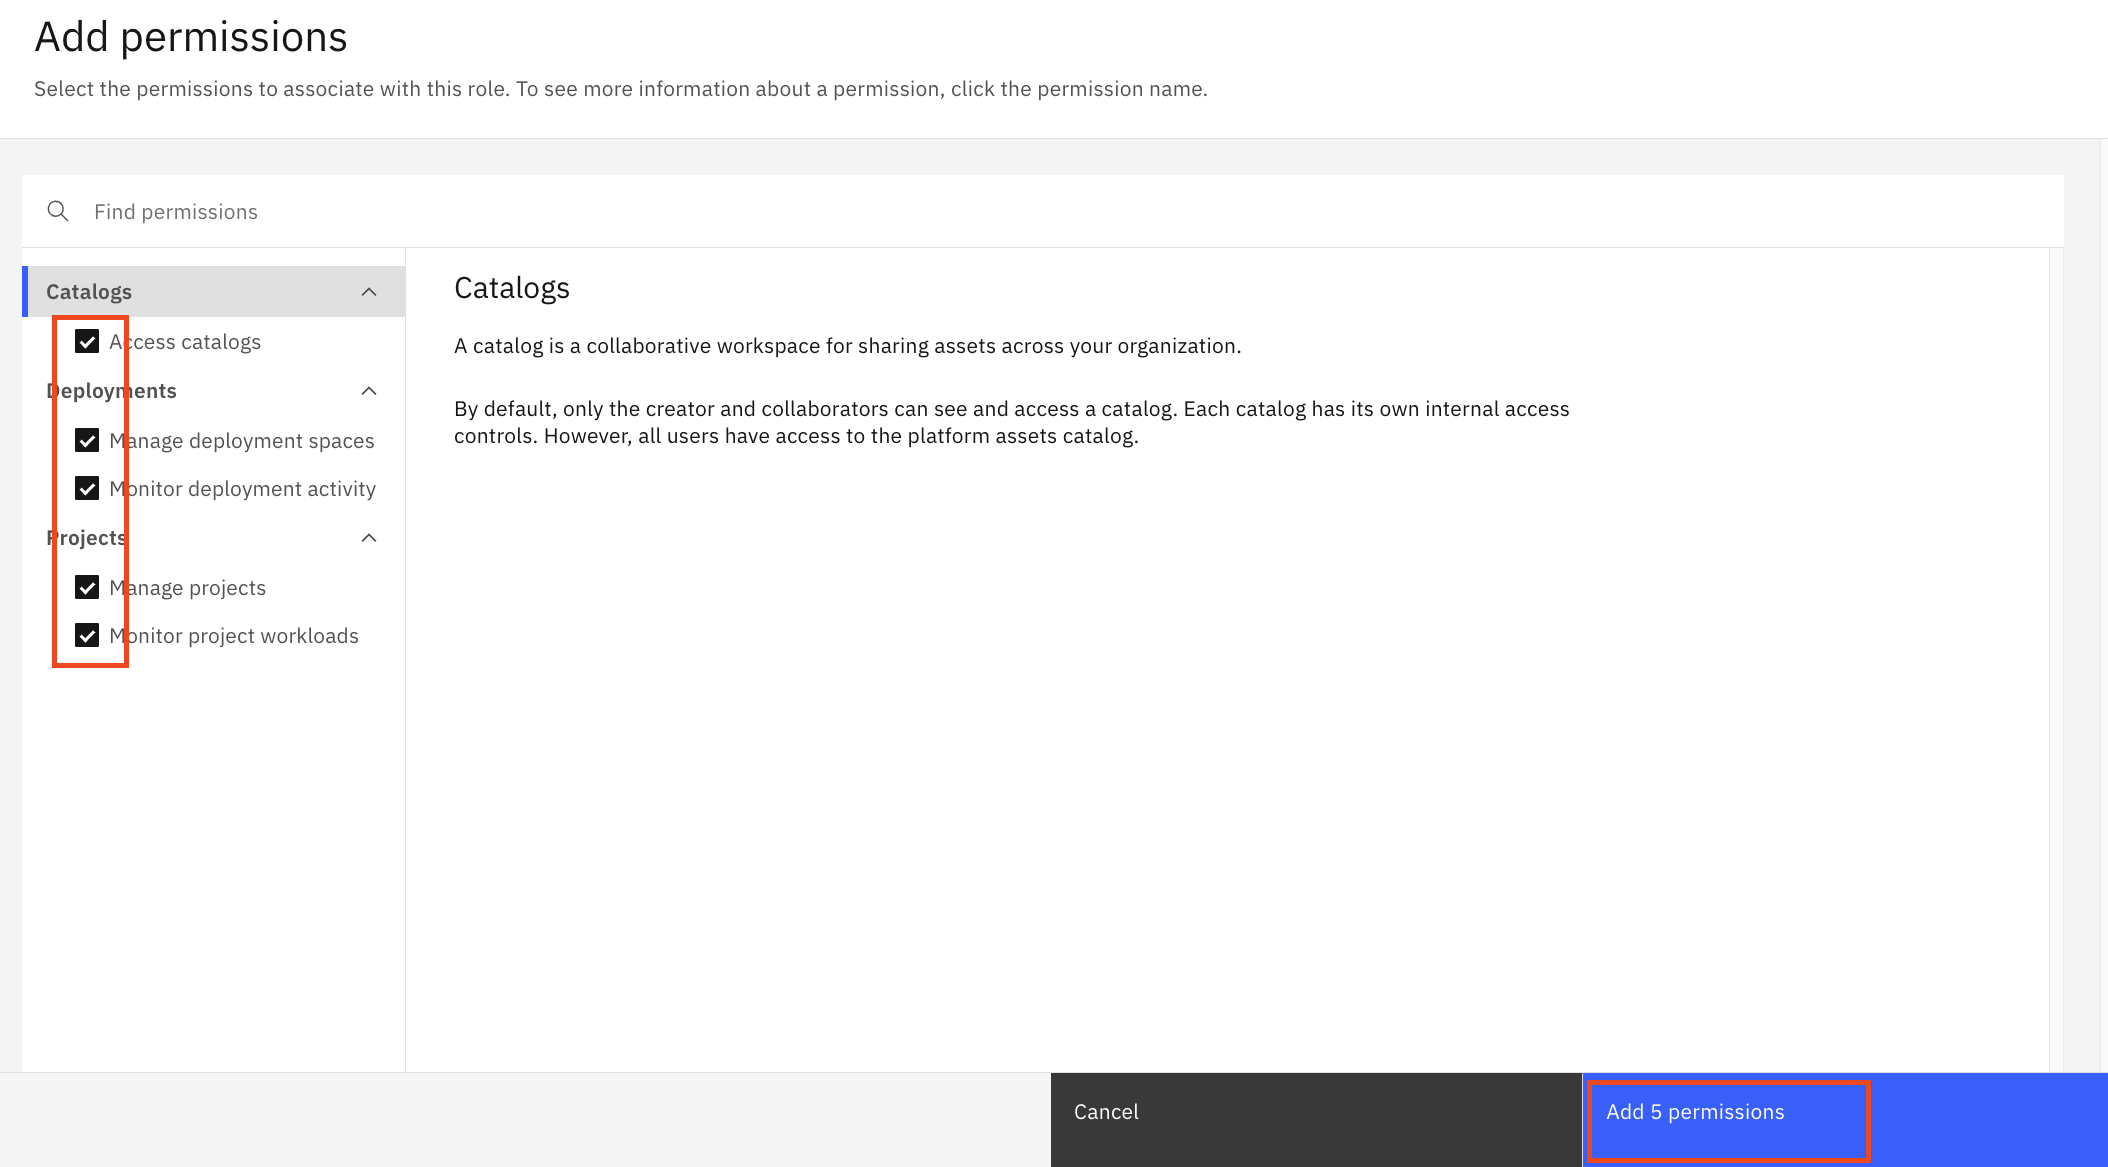 Add permissions
Select the permissions to associate with this role. To see more information about a permission, click the permission name.
Find permissions
Catalogs
Access catalogs
Deployments
Manage deployment spaces
Monitor deployment activity
Projects
Manage projects
Monitor project workloads
Catalogs
A catalog is a collaborative workspace for sharing assets across your organization.
By default, only the creator and collaborators can see and access a catalog. Each catalog has its own internal access
controls. However, all users have access to the platform assets catalog.
Cancel
Add 5 permissions